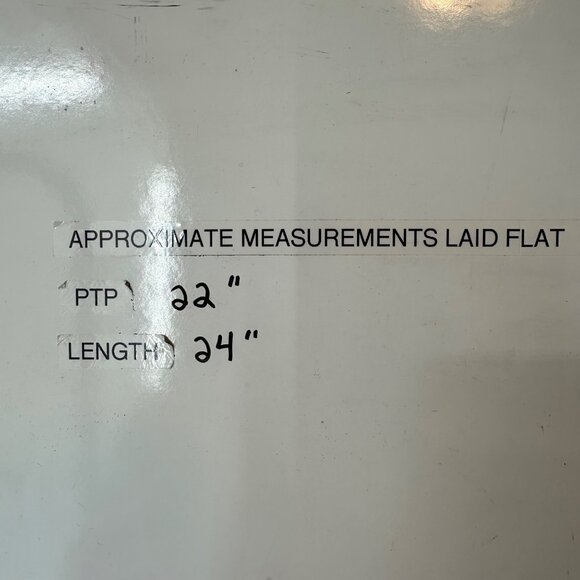 APPROXIMATE MEASUREMENTS LAID FLAT
PTP 22"
LENGTH 24"